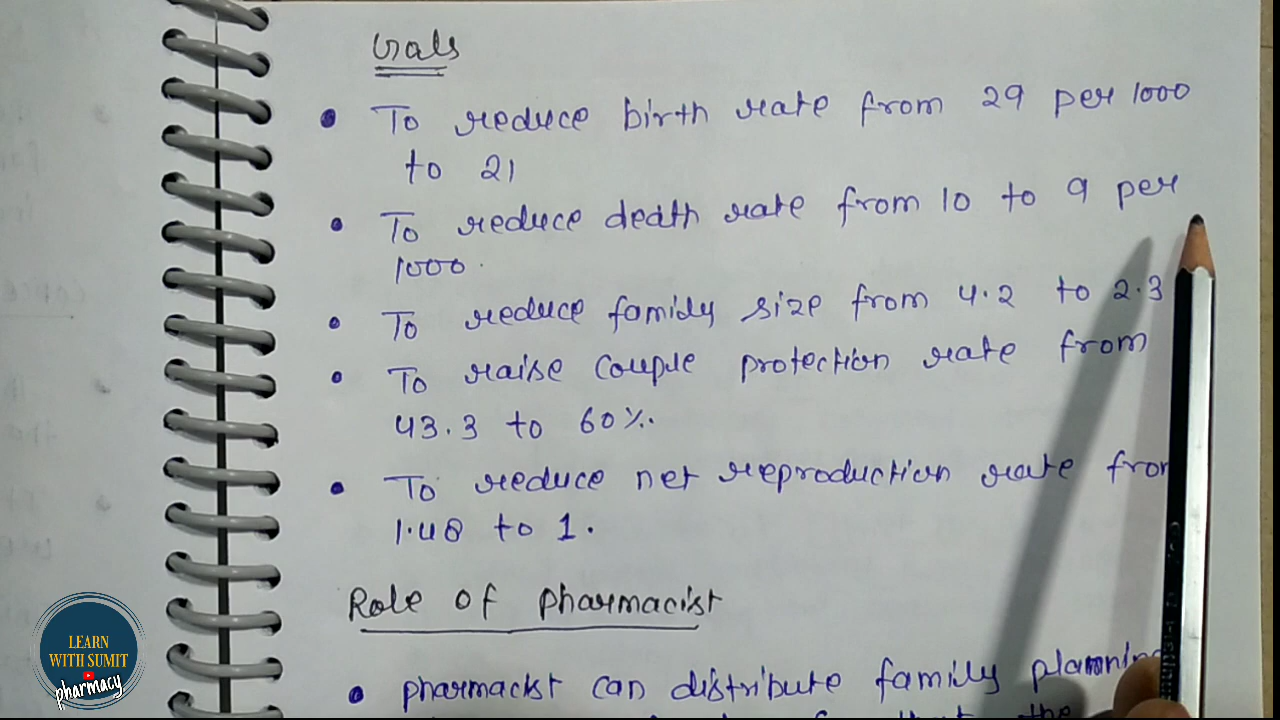 Goals
• To reduce birth rate from 29 per 1000
to 21
• To reduce death rate from 10 to 9 per
1000.
• To reduce family size from 4.2 to 2.3
• To raise couple protection rate from
43.3 to 60%.
• To reduce net reproduction rate from
1.48 to 1.
Role of pharmacist
• pharmacist can distribute family planning
LEARN
WITH SUMIT
pharmacy